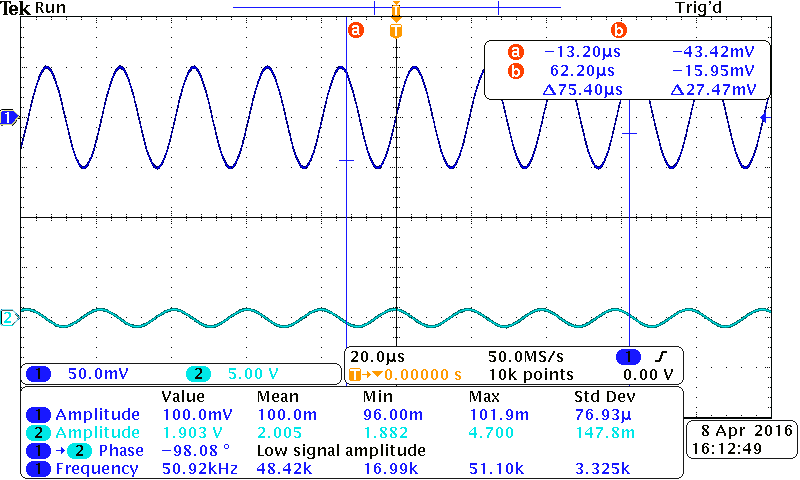 Tek Run Trig'd
T
a b
T
a −13.20µs −43.42mV
b 62.20µs −15.95mV
Δ75.40µs Δ27.47mV
1
2
1 50.0mV 2 5.00 V
20.0µs 50.0MS/s 1
T→▼0.00000 s 10k points 0.00 V
Value Mean Min Max Std Dev
1 Amplitude 100.0mV 100.0m 96.00m 101.9m 76.93µ
2 Amplitude 1.903 V 2.005 1.882 4.700 147.8m
1 → 2 Phase −98.08 ° Low signal amplitude
1 Frequency 50.92kHz 48.42k 16.99k 51.10k 3.325k
8 Apr 2016
16:12:49